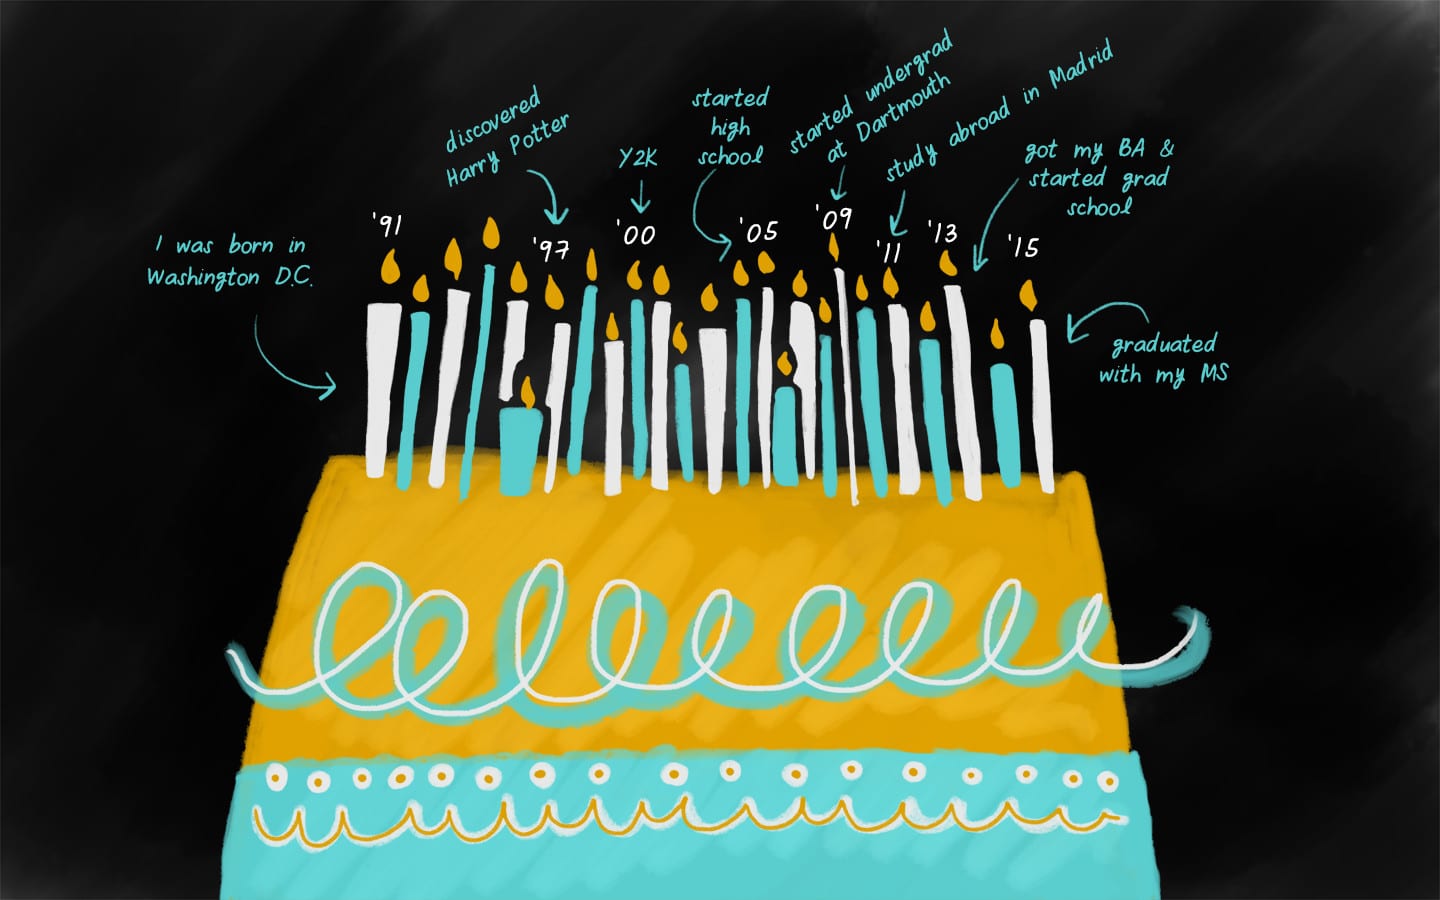 I was born in
Washington D.C.
'91
discovered
Harry Potter
'97
Y2K
'00
started
high
school
'05
started undergrad
at Dartmouth
'09
study abroad in Madrid
'11
got my BA &
started grad
school
'13
'15
graduated
with my MS